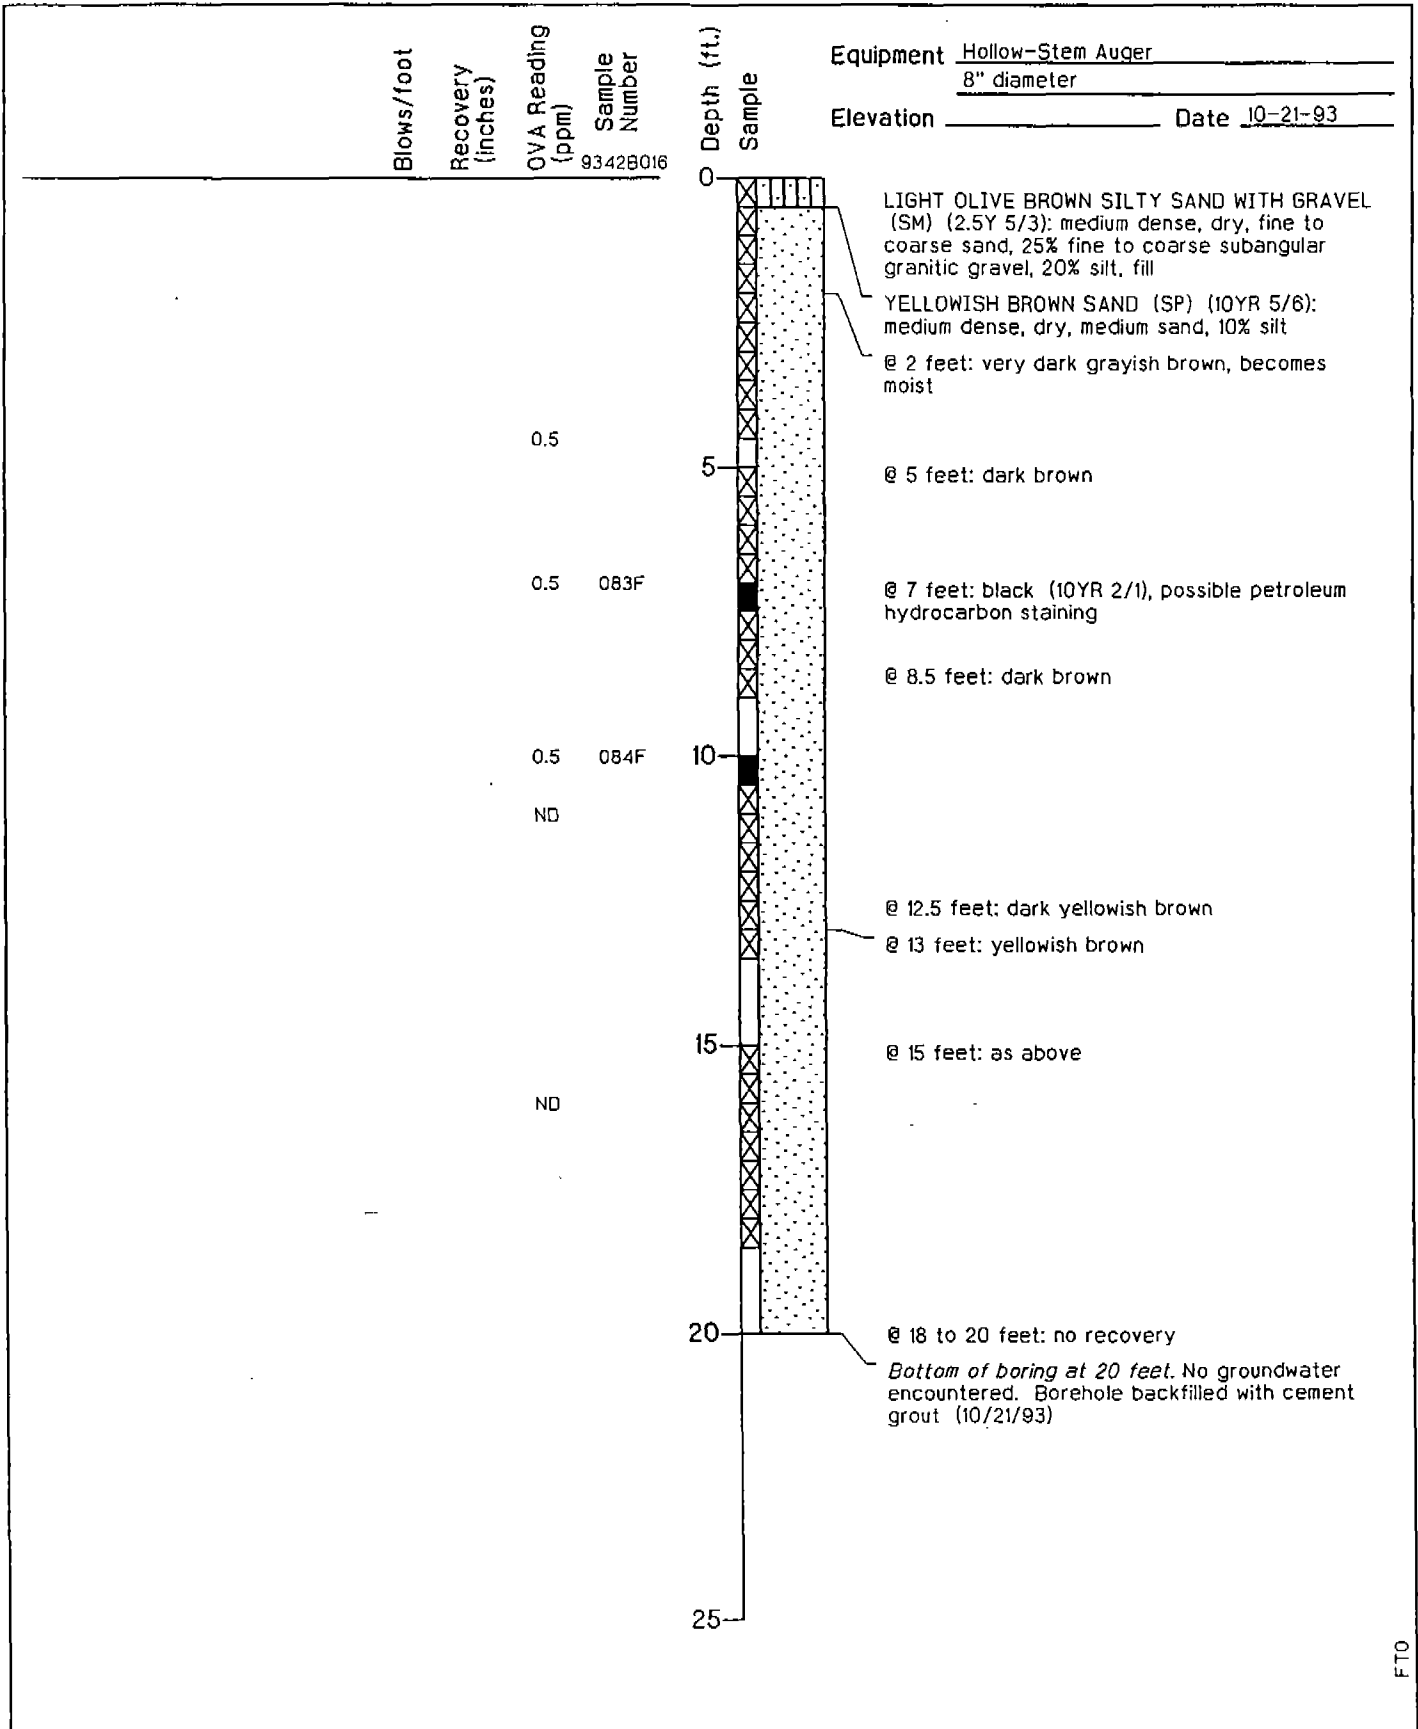 Blows/foot
Recovery
(inches)
OVA Reading
(ppm)
Sample
Number
9342B016
Depth (ft.)
Sample
Equipment Hollow-Stem Auger
8" diameter
Elevation Date 10-21-93
0
LIGHT OLIVE BROWN SILTY SAND WITH GRAVEL
(SM) (2.5Y 5/3): medium dense, dry, fine to
coarse sand, 25% fine to coarse subangular
granitic gravel, 20% silt, fill
YELLOWISH BROWN SAND (SP) (10YR 5/6):
medium dense, dry, medium sand, 10% silt
@ 2 feet: very dark grayish brown, becomes
moist
0.5
5
@ 5 feet: dark brown
0.5 083F
@ 7 feet: black (10YR 2/1), possible petroleum
hydrocarbon staining
@ 8.5 feet: dark brown
0.5 084F
10
ND
@ 12.5 feet: dark yellowish brown
@ 13 feet: yellowish brown
15
@ 15 feet: as above
ND
20
@ 18 to 20 feet: no recovery
Bottom of boring at 20 feet. No groundwater
encountered. Borehole backfilled with cement
grout (10/21/93)
25
FTO